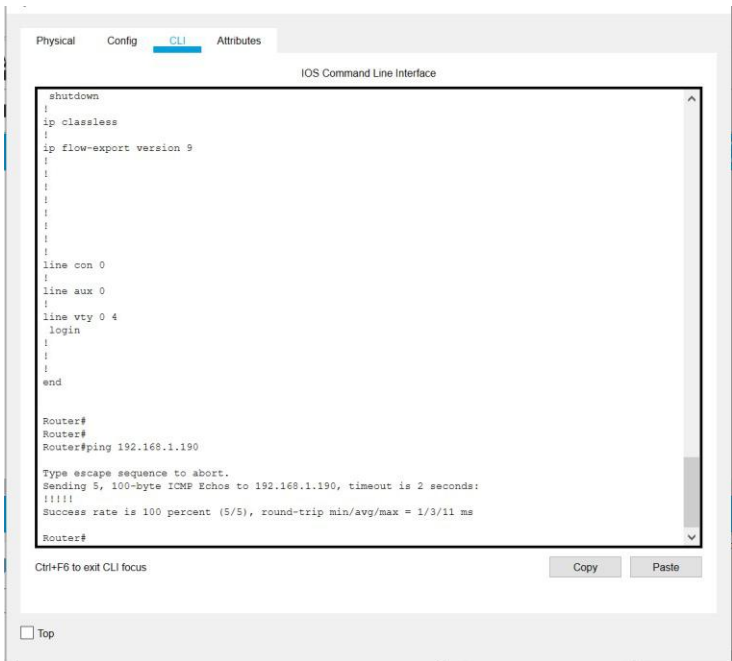 Physical Config CLI Attributes
IOS Command Line Interface
shutdown
!
ip classless
!
ip flow-export version 9
!
!
!
!
!
!
!
!
line con 0
!
line aux 0
!
line vty 0 4
login
!
!
!
end
Router#
Router#
Router#ping 192.168.1.190
Type escape sequence to abort.
Sending 5, 100-byte ICMP Echos to 192.168.1.190, timeout is 2 seconds:
!!!!!
Success rate is 100 percent (5/5), round-trip min/avg/max = 1/3/11 ms
Router#
Ctrl+F6 to exit CLI focus
Copy Paste
Top